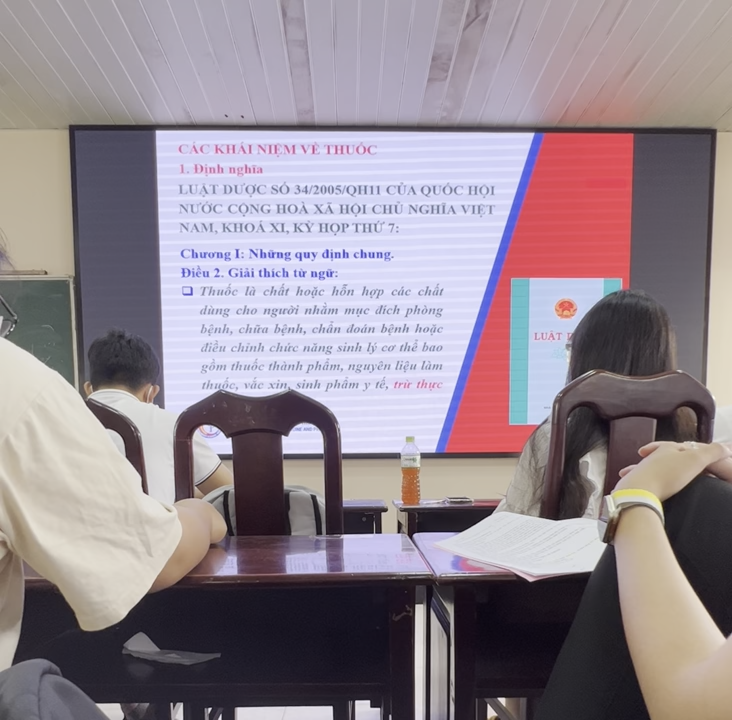 CÁC KHÁI NIỆM VỀ THUỐC
1. Định nghĩa
LUẬT DƯỢC SỐ 34/2005/QH11 CỦA QUỐC HỘI
NƯỚC CỘNG HOÀ XÃ HỘI CHỦ NGHĨA VIỆT
NAM, KHOÁ XI, KỲ HỌP THỨ 7:
Chương I: Những quy định chung.
Điều 2. Giải thích từ ngữ:
Thuốc là chất hoặc hỗn hợp các chất
dùng cho người nhằm mục đích phòng
bệnh, chữa bệnh, chẩn đoán bệnh hoặc
điều chỉnh chức năng sinh lý cơ thể bao
gồm thuốc thành phẩm, nguyên liệu làm
thuốc, vắc xin, sinh phẩm y tế, trừ thực
LUẬT